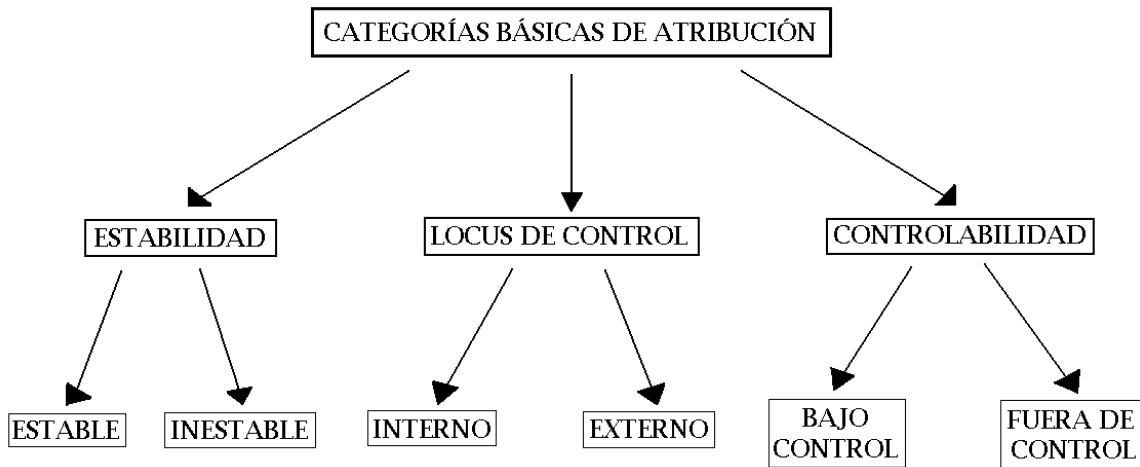 CATEGORÍAS BÁSICAS DE ATRIBUCIÓN
ESTABILIDAD
LOCUS DE CONTROL
CONTROLABILIDAD
ESTABLE
INESTABLE
INTERNO
EXTERNO
BAJO
CONTROL
FUERA DE
CONTROL